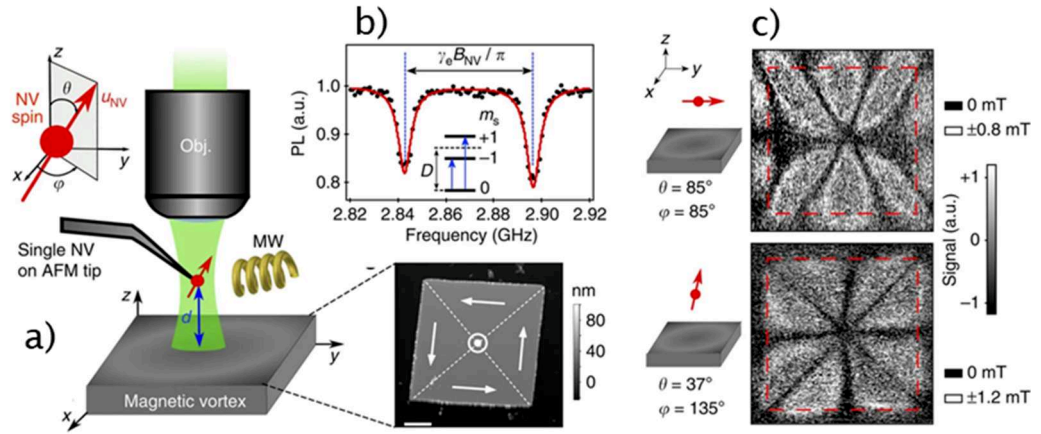 a)
z
θ
u_NV
NV
spin
x
φ
y
Obj.
Single NV
on AFM tip
MW
z
d
y
Magnetic vortex
x
b)
γ_e B_NV / π
1.0
0.9
0.8
PL (a.u.)
m_s
+1
−1
0
D
2.82 2.84 2.86 2.88 2.90 2.92
Frequency (GHz)
nm
80
40
0
c)
z
y
x
θ = 85°
φ = 85°
0 mT
±0.8 mT
+1
0
−1
Signal (a.u.)
θ = 37°
φ = 135°
0 mT
±1.2 mT